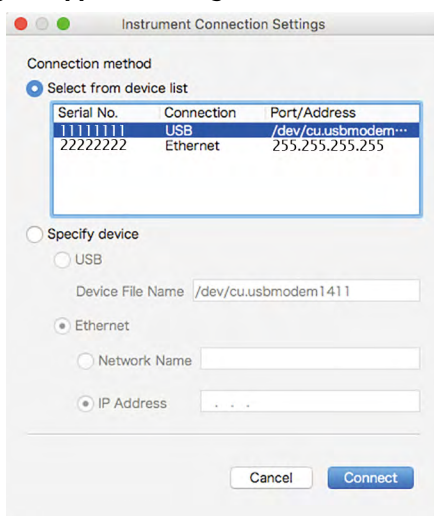 Instrument Connection Settings
Connection method
Select from device list
Serial No. Connection Port/Address
11111111 USB /dev/cu.usbmodem···
22222222 Ethernet 255.255.255.255
Specify device
USB
Device File Name /dev/cu.usbmodem1411
Ethernet
Network Name
IP Address . . .
Cancel Connect